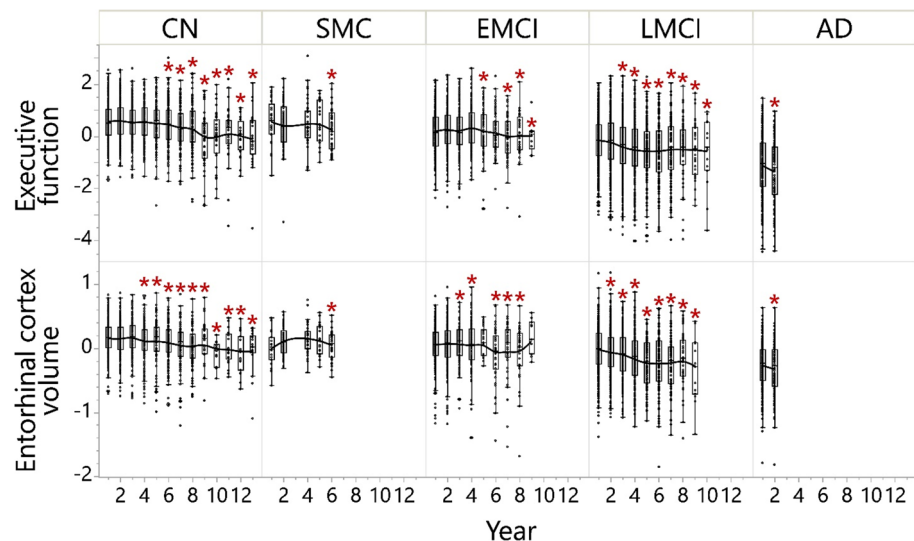 CN SMC EMCI LMCI AD
Executive
function
2
0
-2
-4
* * * * * * * *
*
* * * *
* * * * * * * *
*
Entorhinal cortex
volume
1
0
-1
-2
* * * * * * * * * *
*
* * * * *
* * * * * * * *
*
2 4 6 8 10 12 2 4 6 8 10 12 2 4 6 8 10 12 2 4 6 8 10 12 2 4 6 8 10 12
Year